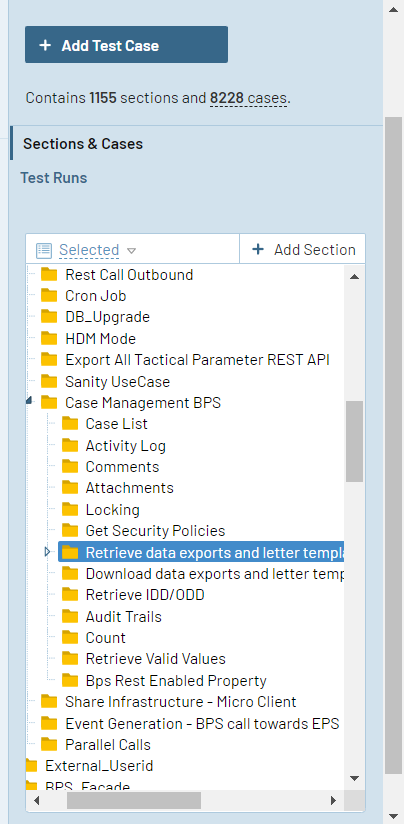 + Add Test Case
Contains 1155 sections and 8228 cases.
Sections & Cases
Test Runs
Selected + Add Section
Rest Call Outbound
Cron Job
DB_Upgrade
HDM Mode
Export All Tactical Parameter REST API
Sanity UseCase
Case Management BPS
Case List
Activity Log
Comments
Attachments
Locking
Get Security Policies
Retrieve data exports and letter templa
Download data exports and letter temp
Retrieve IDD/ODD
Audit Trails
Count
Retrieve Valid Values
Bps Rest Enabled Property
Share Infrastructure - Micro Client
Event Generation - BPS call towards EPS
Parallel Calls
External_Userid
BPS_Facade